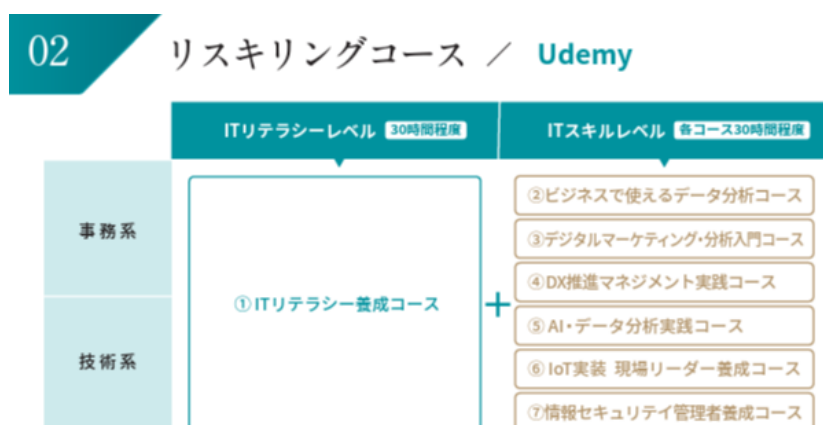 02
リスキリングコース / Udemy
ITリテラシーレベル 30時間程度
ITスキルレベル 各コース30時間程度
事務系
技術系
① ITリテラシー養成コース
+
②ビジネスで使えるデータ分析コース
③デジタルマーケティング・分析入門コース
④DX推進マネジメント実践コース
⑤ AI・データ分析実践コース
⑥ IoT実装 現場リーダー養成コース
⑦情報セキュリテイ管理者養成コース